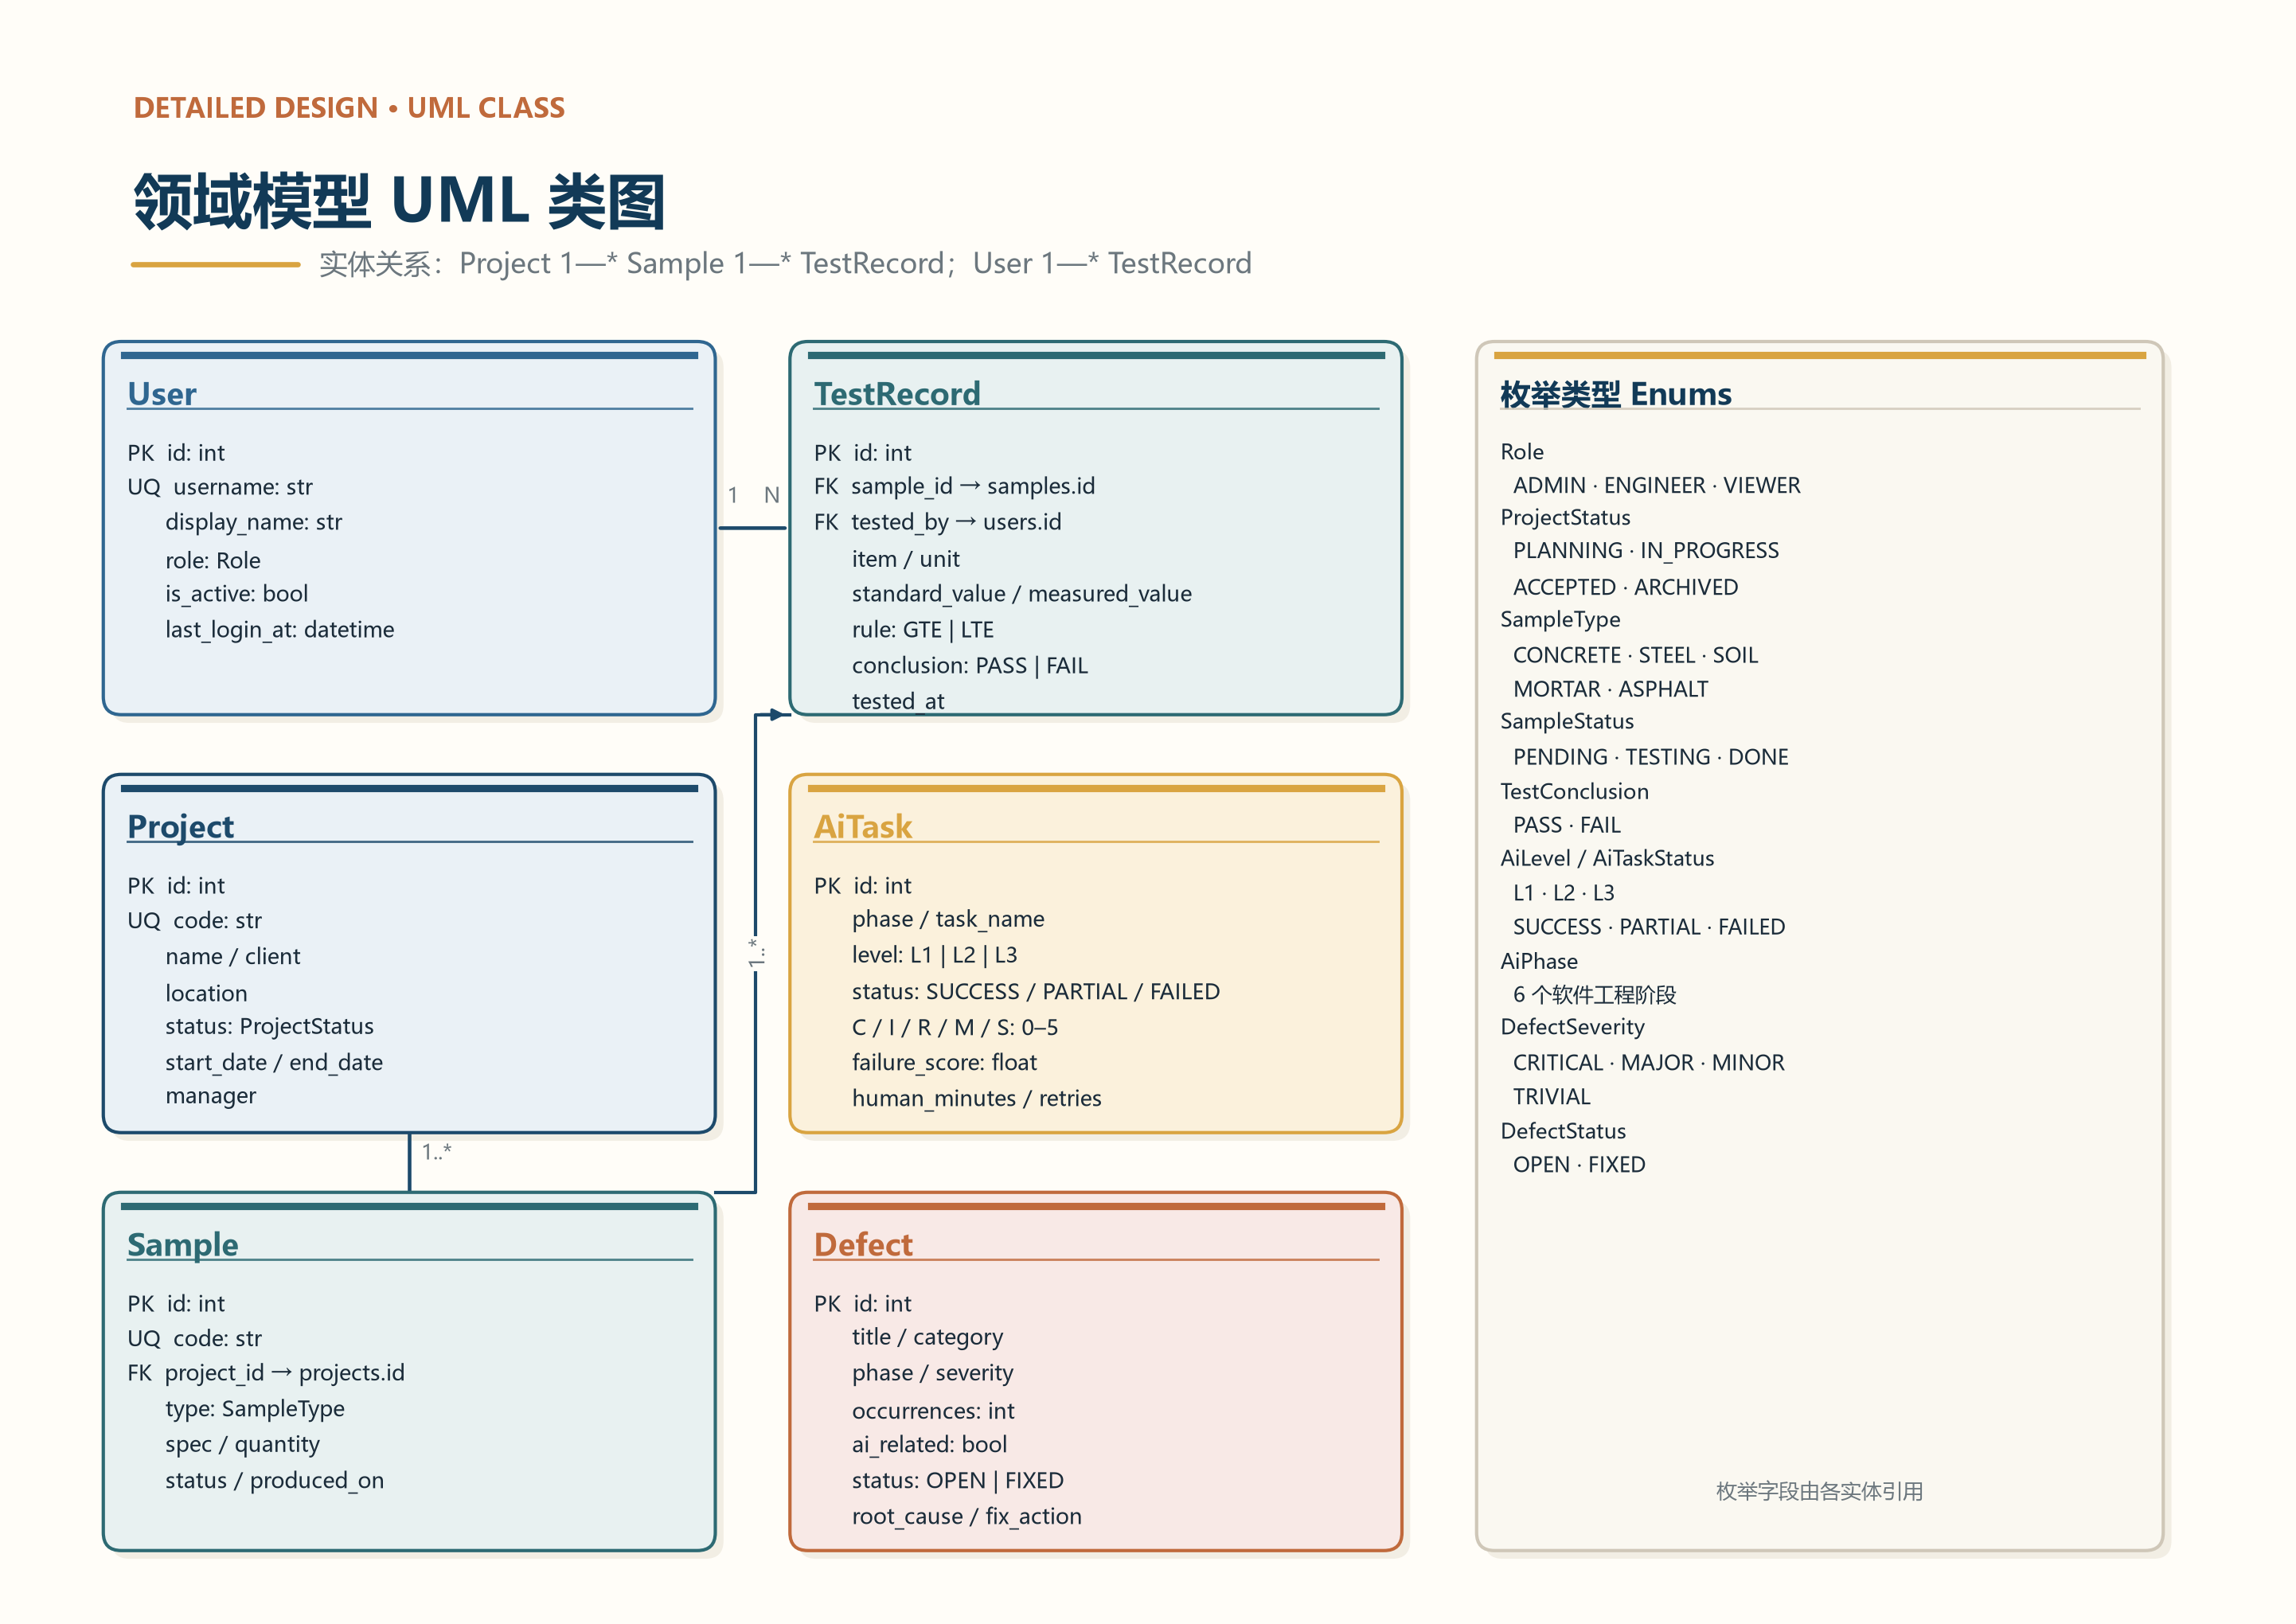 DETAILED DESIGN • UML CLASS
领域模型 UML 类图
实体关系：Project 1—* Sample 1—* TestRecord；User 1—* TestRecord
User
PK id: int
UQ username: str
display_name: str
role: Role
is_active: bool
last_login_at: datetime
1 N
TestRecord
PK id: int
FK sample_id → samples.id
FK tested_by → users.id
item / unit
standard_value / measured_value
rule: GTE | LTE
conclusion: PASS | FAIL
tested_at
Project
PK id: int
UQ code: str
name / client
location
status: ProjectStatus
start_date / end_date
manager
1..*
1..*
AiTask
PK id: int
phase / task_name
level: L1 | L2 | L3
status: SUCCESS / PARTIAL / FAILED
C / I / R / M / S: 0–5
failure_score: float
human_minutes / retries
Sample
PK id: int
UQ code: str
FK project_id → projects.id
type: SampleType
spec / quantity
status / produced_on
Defect
PK id: int
title / category
phase / severity
occurrences: int
ai_related: bool
status: OPEN | FIXED
root_cause / fix_action
枚举类型 Enums
Role
ADMIN · ENGINEER · VIEWER
ProjectStatus
PLANNING · IN_PROGRESS
ACCEPTED · ARCHIVED
SampleType
CONCRETE · STEEL · SOIL
MORTAR · ASPHALT
SampleStatus
PENDING · TESTING · DONE
TestConclusion
PASS · FAIL
AiLevel / AiTaskStatus
L1 · L2 · L3
SUCCESS · PARTIAL · FAILED
AiPhase
6 个软件工程阶段
DefectSeverity
CRITICAL · MAJOR · MINOR
TRIVIAL
DefectStatus
OPEN · FIXED
枚举字段由各实体引用